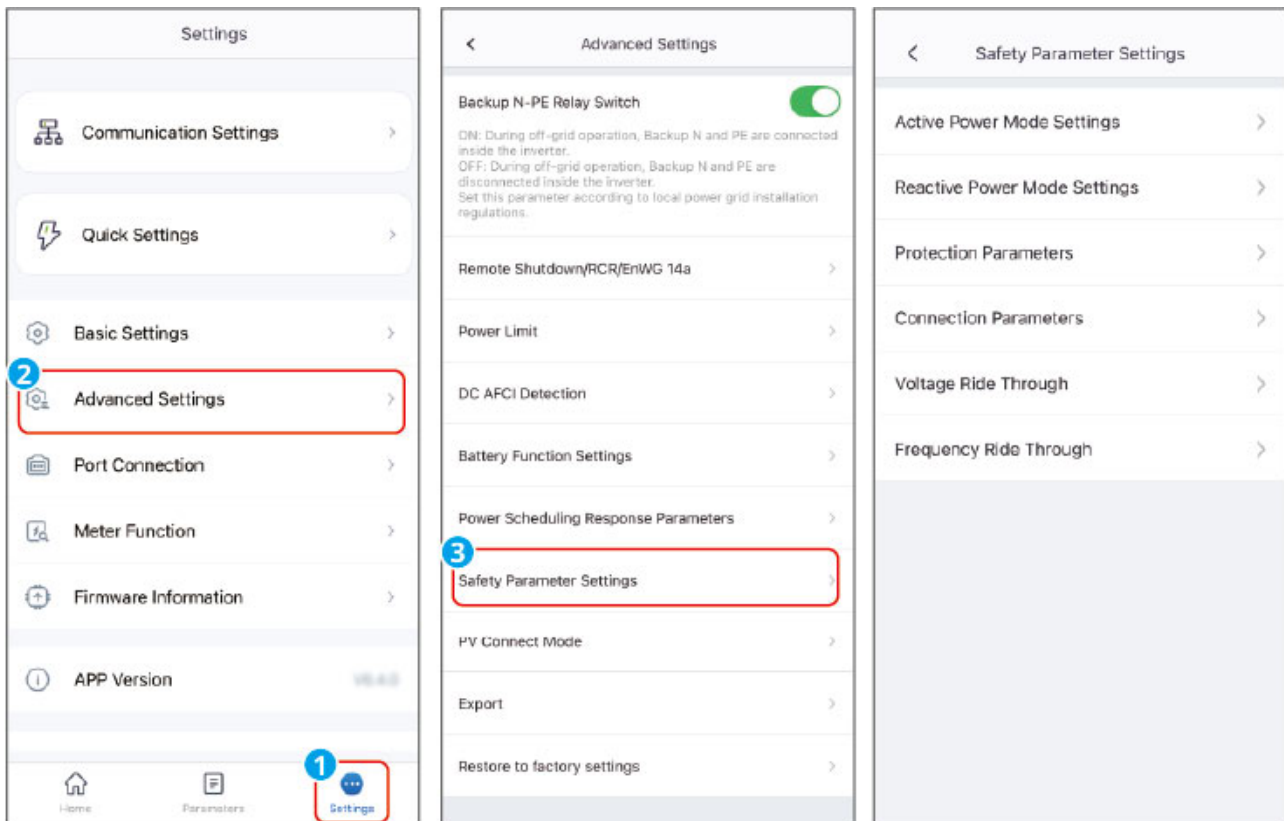 Settings
Communication Settings
Quick Settings
Basic Settings
2
Advanced Settings
Port Connection
Meter Function
Firmware Information
APP Version
1
Home
Parameters
Settings
Advanced Settings
Backup N-PE Relay Switch
ON: During off-grid operation, Backup N and PE are connected
inside the inverter.
OFF: During off-grid operation, Backup N and PE are
disconnected inside the inverter.
Set this parameter according to local power grid installation
regulations.
Remote Shutdown/RCR/EnWG 14a
Power Limit
DC AFCI Detection
Battery Function Settings
Power Scheduling Response Parameters
3
Safety Parameter Settings
PV Connect Mode
Export
Restore to factory settings
Safety Parameter Settings
Active Power Mode Settings
Reactive Power Mode Settings
Protection Parameters
Connection Parameters
Voltage Ride Through
Frequency Ride Through